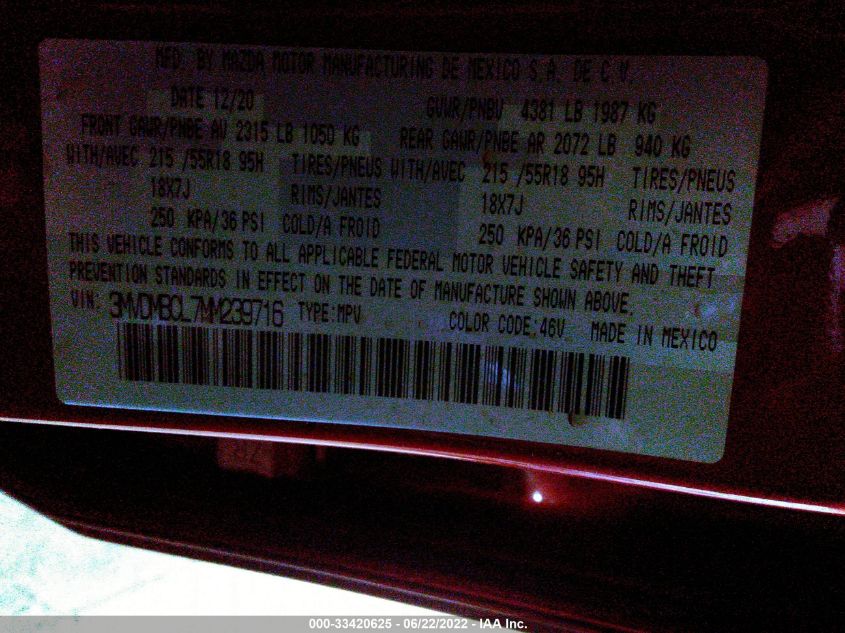 MFD. BY MAZDA MOTOR MANUFACTURING DE MEXICO S.A. DE C.V.
DATE 12/20 GVWR/PNBV 4381 LB 1987 KG
FRONT GAWR/PNBE AV 2315 LB 1050 KG REAR GAWR/PNBE AR 2072 LB 940 KG
WITH/AVEC 215 /55R18 95H TIRES/PNEUS WITH/AVEC 215 /55R18 95H TIRES/PNEUS
18X7J RIMS/JANTES 18X7J RIMS/JANTES
250 KPA/36 PSI COLD/A FROID 250 KPA/36 PSI COLD/A FROID
THIS VEHICLE CONFORMS TO ALL APPLICABLE FEDERAL MOTOR VEHICLE SAFETY AND THEFT
PREVENTION STANDARDS IN EFFECT ON THE DATE OF MANUFACTURE SHOWN ABOVE.
VIN: 3MVDMBCL7MM239716 TYPE:MPV COLOR CODE:46V MADE IN MEXICO
000-33420625 - 06/22/2022 - IAA Inc.